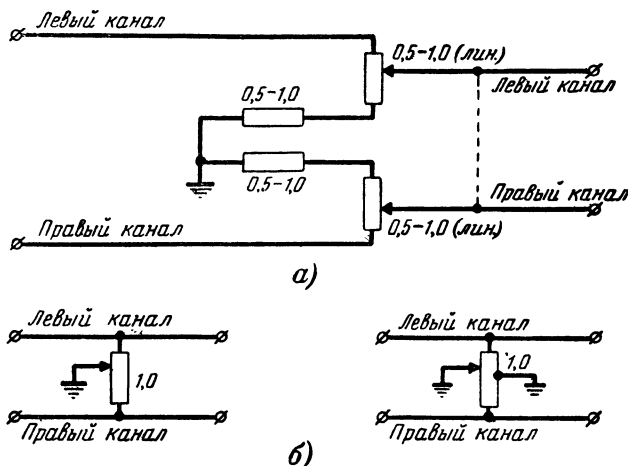 Левый канал
0,5–1,0 (лин.)
Левый канал
0,5–1,0
0,5–1,0
Правый канал
0,5–1,0 (лин.)
Правый канал
а)
Левый канал
1,0
Правый канал
Левый канал
1,0
Правый канал
б)